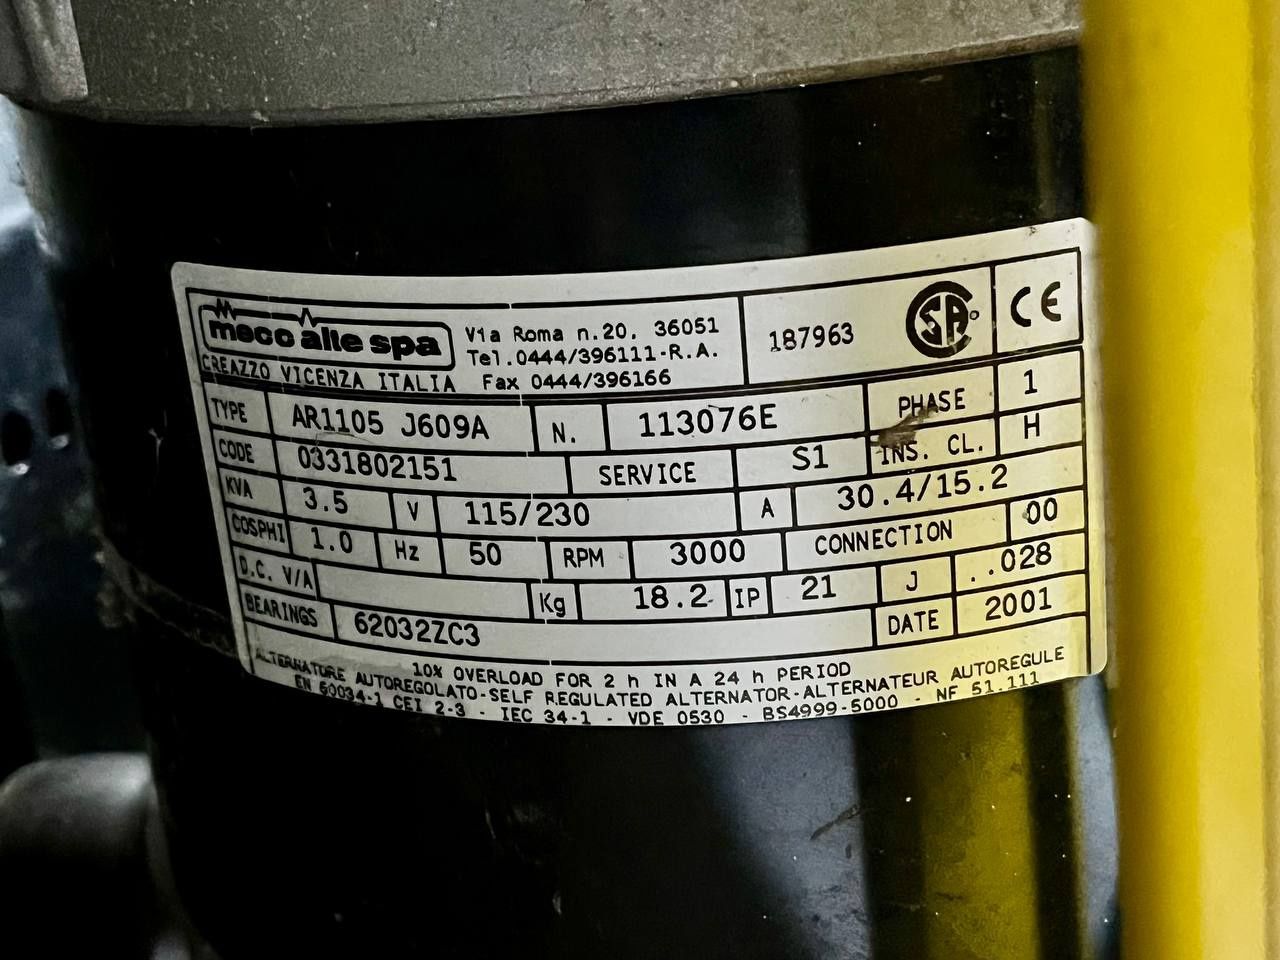 mecc alte spa
Via Roma n.20, 36051
Tel.0444/396111-R.A.
CREAZZO VICENZA ITALIA Fax 0444/396166
187963 CSA CE
TYPE AR1105 J609A N. 113076E PHASE 1
CODE 0331802151 SERVICE S1 INS. CL. H
KVA 3.5 V 115/230 A 30.4/15.2
COSPHI 1.0 Hz 50 RPM 3000 CONNECTION 00
D.C. V/A Kg 18.2 IP 21 J ..028
BEARINGS 62032ZC3 DATE 2001
10% OVERLOAD FOR 2 h IN A 24 h PERIOD
ALTERNATORE AUTOREGOLATO-SELF REGULATED ALTERNATOR-ALTERNATEUR AUTOREGULE
EN 60034-1 CEI 2-3 - IEC 34-1 - VDE 0530 - BS4999-5000 - NF 51.111